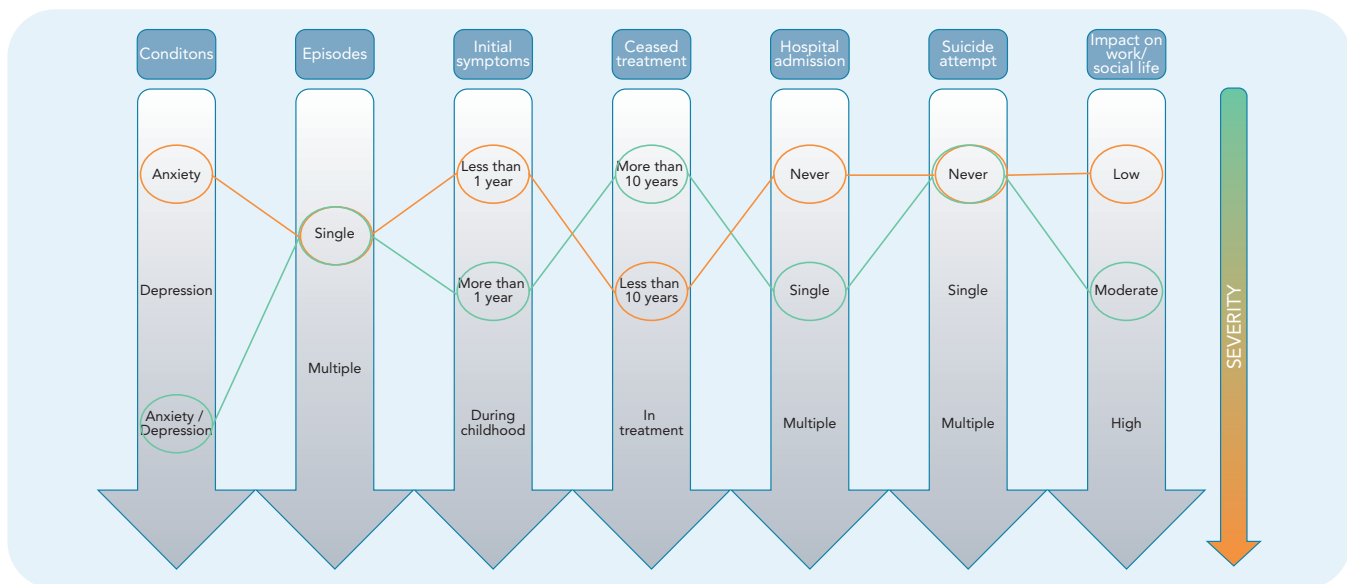 Conditons
Episodes
Initial
symptoms
Ceased
treatment
Hospital
admission
Suicide
attempt
Impact on
work/
social life
Anxiety
Depression
Anxiety /
Depression
Single
Multiple
Less than
1 year
More than
1 year
During
childhood
More than
10 years
Less than
10 years
In
treatment
Never
Single
Multiple
Never
Single
Multiple
Low
Moderate
High
SEVERITY